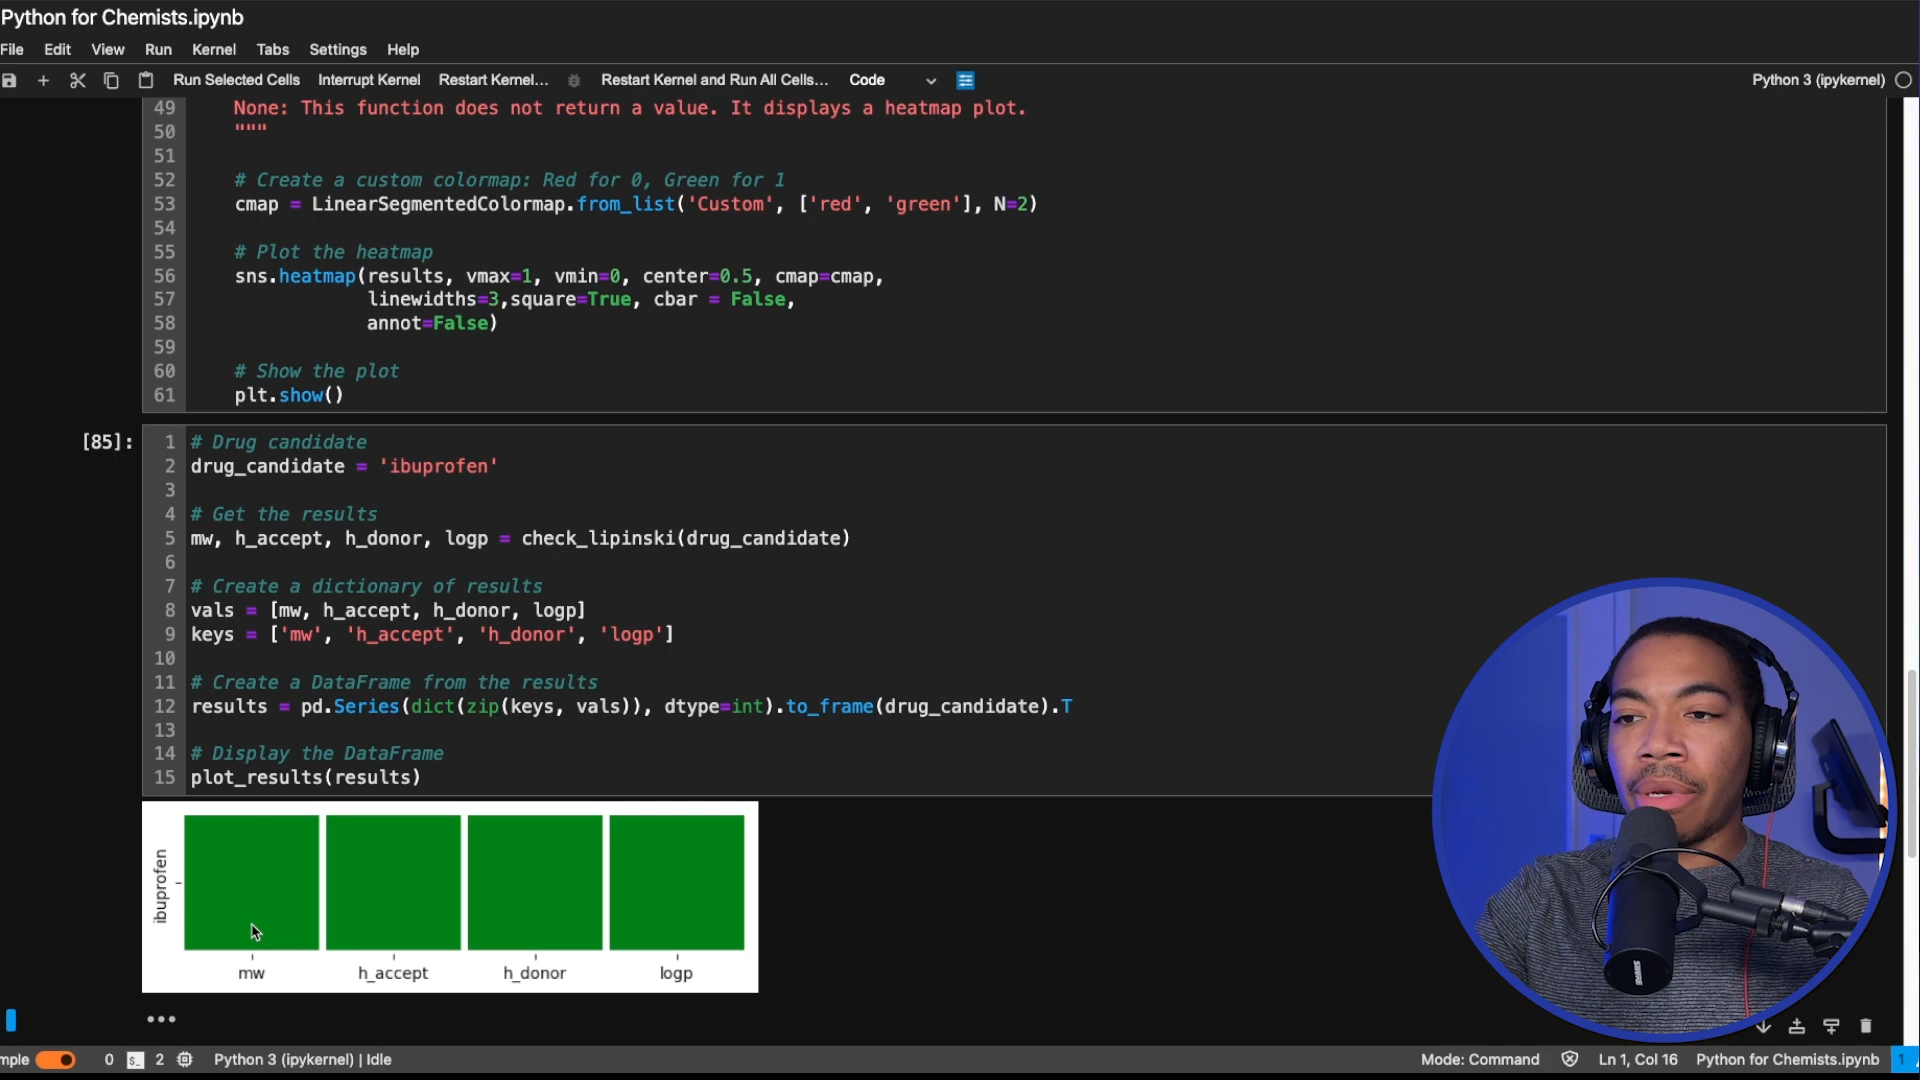 Python for Chemists.ipynb
File Edit View Run Kernel Tabs Settings Help
Run Selected Cells Interrupt Kernel Restart Kernel... Restart Kernel and Run All Cells... Code Python 3 (ipykernel)
49 None: This function does not return a value. It displays a heatmap plot.
50 """
51
52 # Create a custom colormap: Red for 0, Green for 1
53 cmap = LinearSegmentedColormap.from_list('Custom', ['red', 'green'], N=2)
54
55 # Plot the heatmap
56 sns.heatmap(results, vmax=1, vmin=0, center=0.5, cmap=cmap,
57 linewidths=3,square=True, cbar = False,
58 annot=False)
59
60 # Show the plot
61 plt.show()
[85]: 1 # Drug candidate
2 drug_candidate = 'ibuprofen'
3
4 # Get the results
5 mw, h_accept, h_donor, logp = check_lipinski(drug_candidate)
6
7 # Create a dictionary of results
8 vals = [mw, h_accept, h_donor, logp]
9 keys = ['mw', 'h_accept', 'h_donor', 'logp']
10
11 # Create a DataFrame from the results
12 results = pd.Series(dict(zip(keys, vals)), dtype=int).to_frame(drug_candidate).T
13
14 # Display the DataFrame
15 plot_results(results)
ibuprofen
mw h_accept h_donor logp
•••
SHURE
mple 0 $_ 2 Python 3 (ipykernel) | Idle Mode: Command Ln 1, Col 16 Python for Chemists.ipynb 1